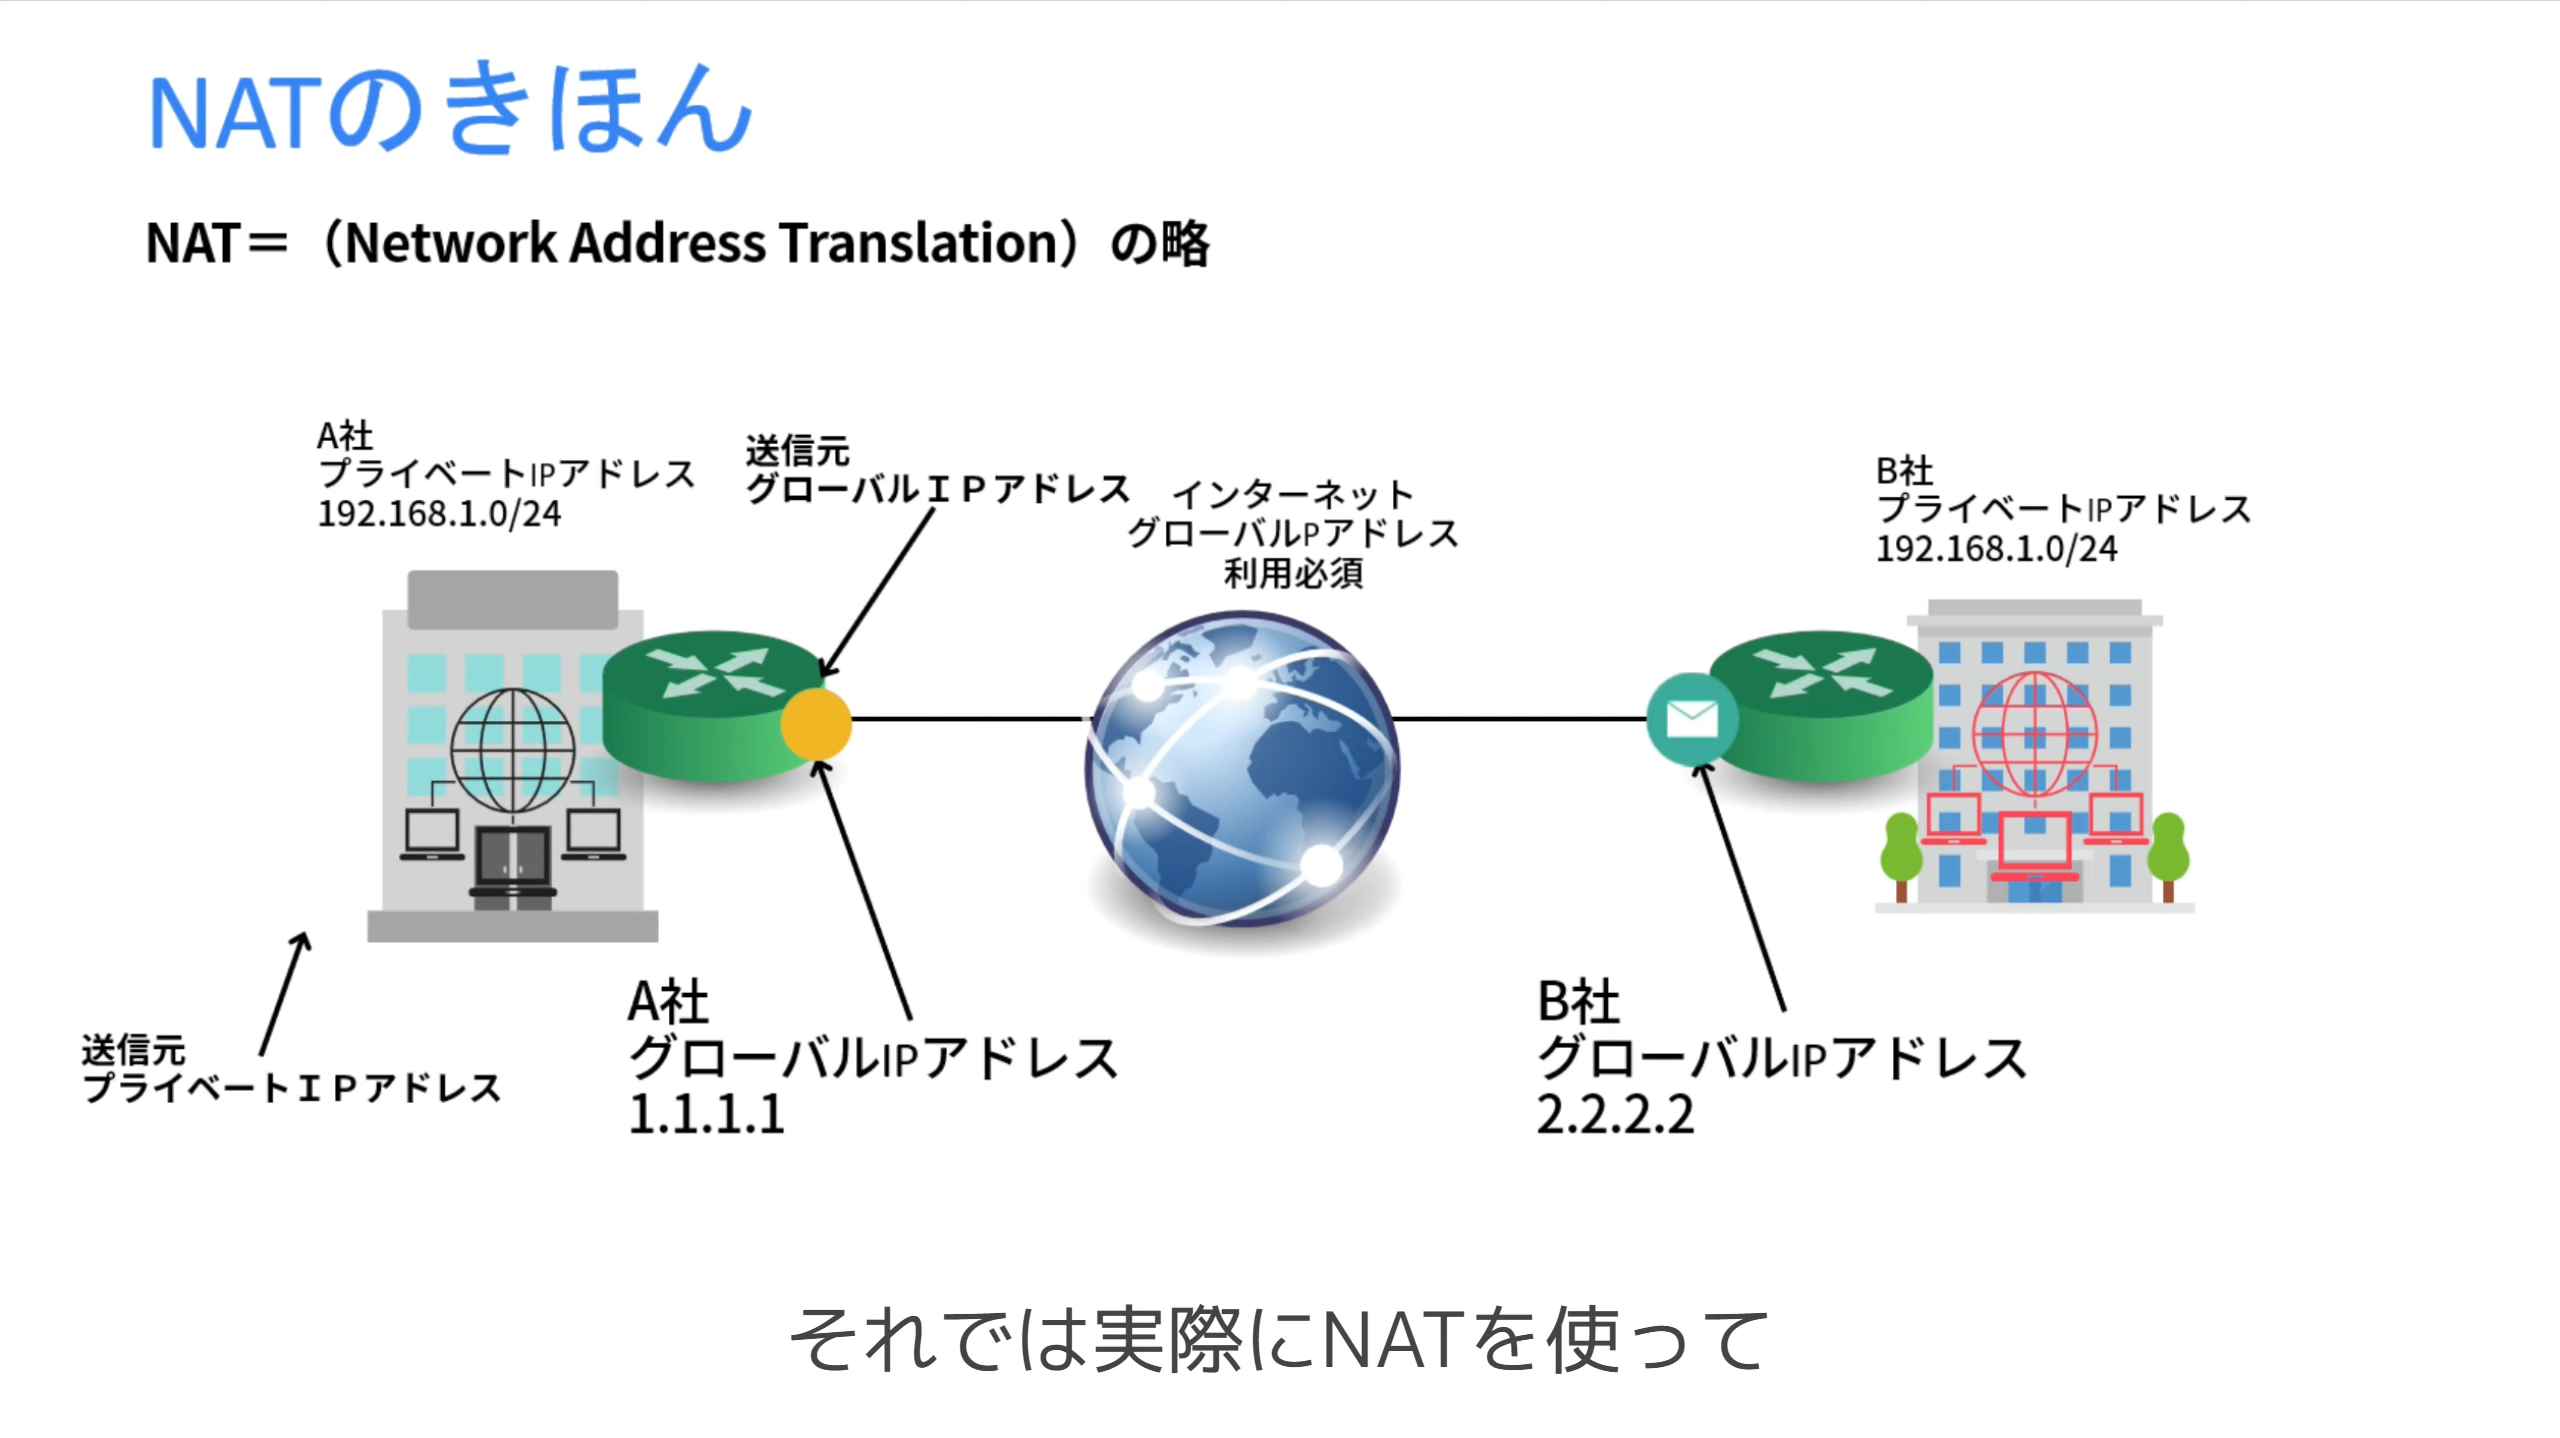 NATのきほん
NAT＝（Network Address Translation）の略
A社
プライベートIPアドレス
192.168.1.0/24
送信元
グローバルＩＰアドレス
インターネット
グローバルPアドレス
利用必須
B社
プライベートIPアドレス
192.168.1.0/24
送信元
プライベートＩＰアドレス
A社
グローバルIPアドレス
1.1.1.1
B社
グローバルIPアドレス
2.2.2.2
それでは実際にNATを使って